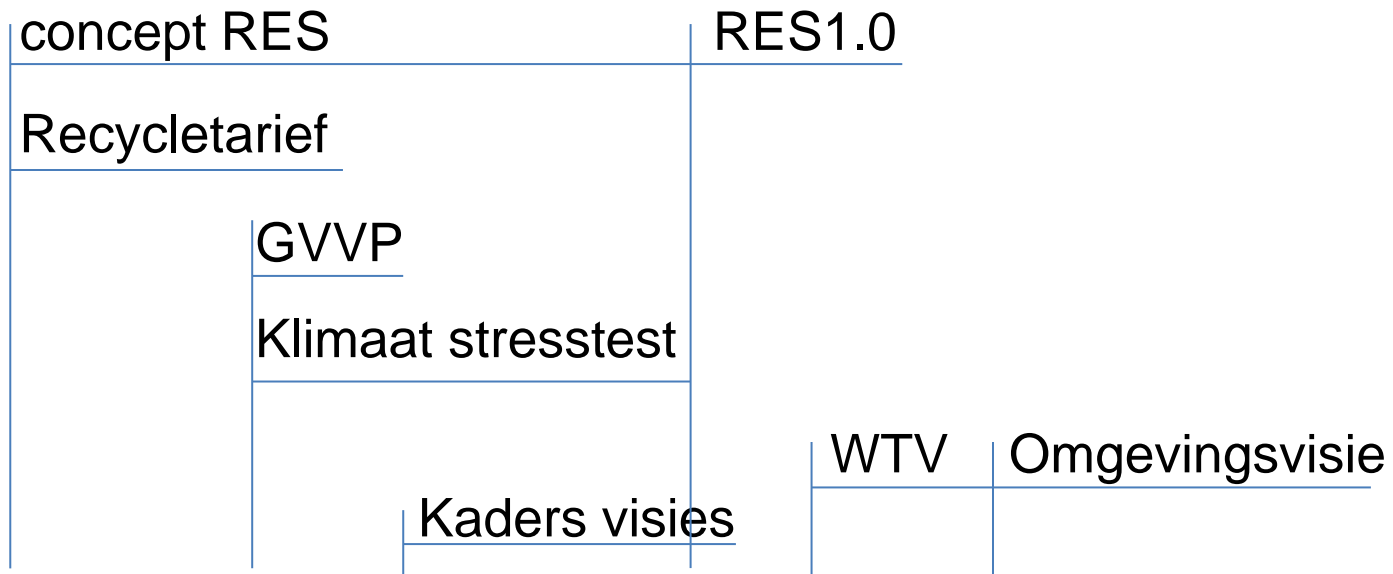 concept RES
RES1.0
Recycletarief
GVVP
Klimaat stresstest
WTV
Omgevingsvisie
Kaders visies